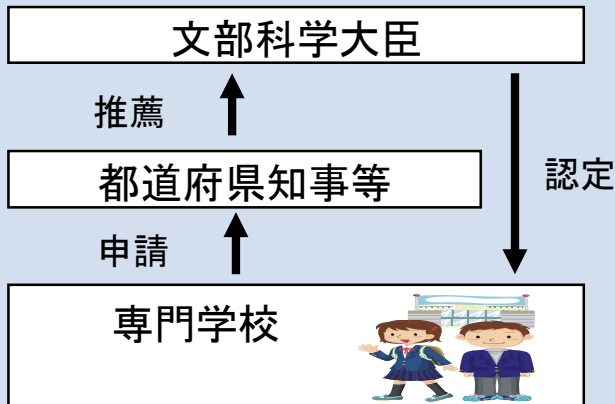 文部科学大臣
推薦
都道府県知事等
認定
申請
専門学校